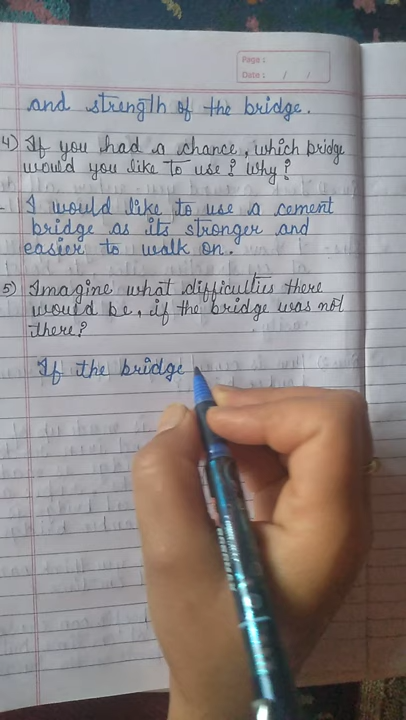 Page :
Date : / /
and strength of the bridge.
4) If you had a chance, which bridge
would you like to use? Why?
- I would like to use a cement
bridge as its stronger and
easier to walk on.
5) Imagine what difficulties there
would be, if the bridge was not
there?
If the bridge